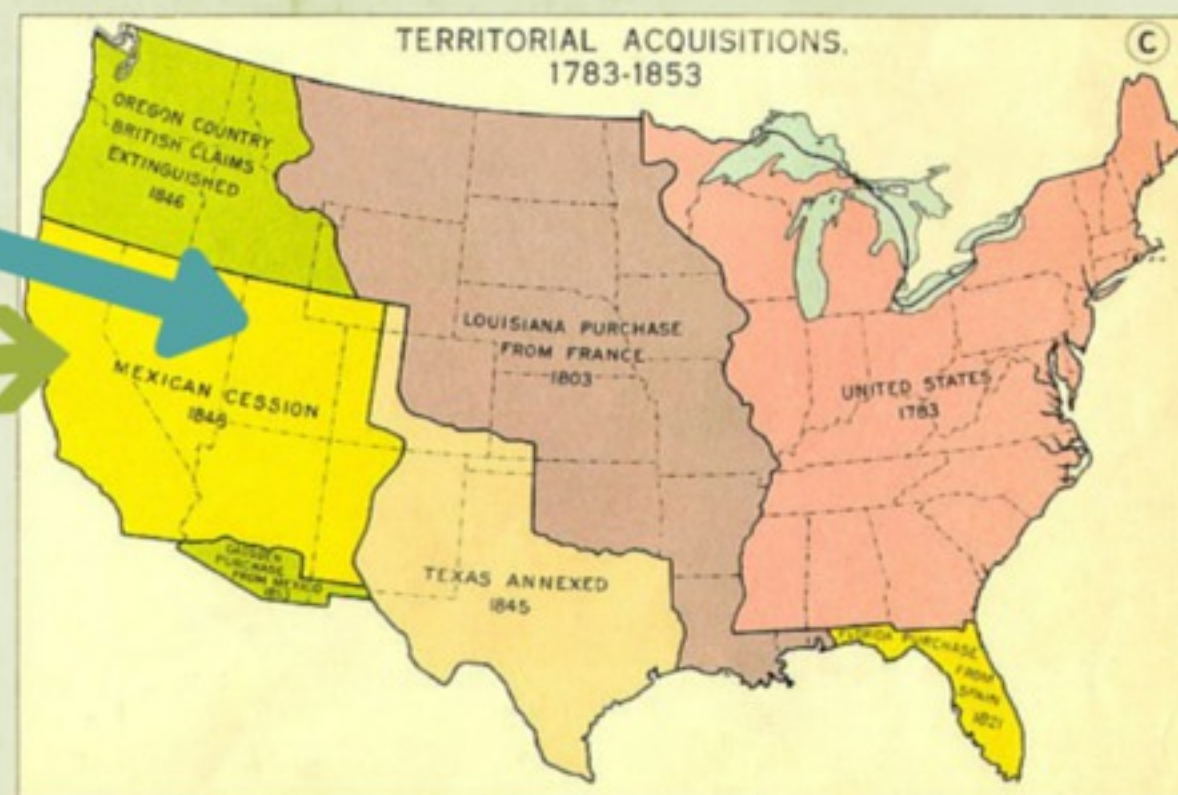 TERRITORIAL ACQUISITIONS.
1783-1853
C
OREGON COUNTRY
BRITISH CLAIMS
EXTINGUISHED
1846
LOUISIANA PURCHASE
FROM FRANCE
1803
UNITED STATES
1783
MEXICAN CESSION
1848
GADSDEN
PURCHASE
FROM MEXICO
1853
TEXAS ANNEXED
1845
FLORIDA PURCHASE
FROM
SPAIN
1821